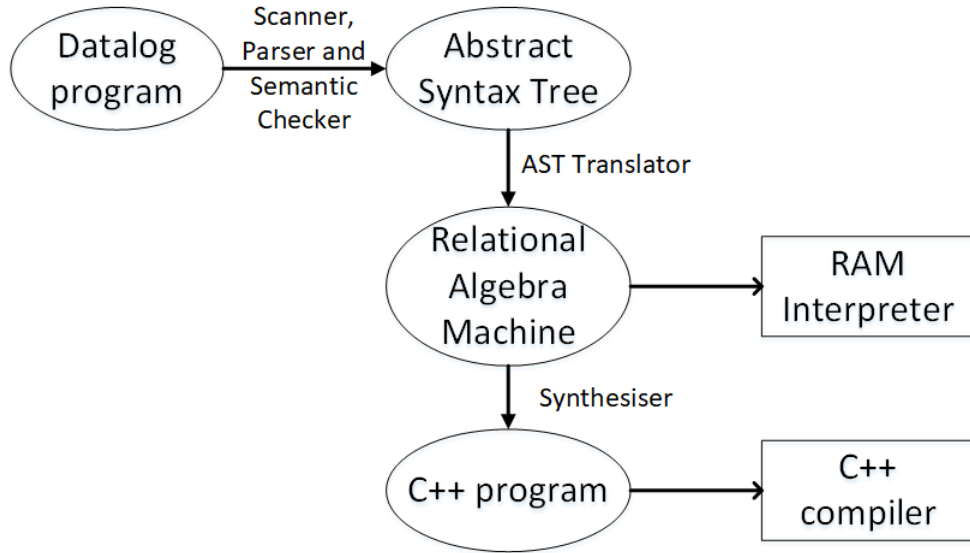 Datalog
program
Scanner,
Parser and
Semantic
Checker
Abstract
Syntax Tree
AST Translator
Relational
Algebra
Machine
RAM
Interpreter
Synthesiser
C++ program
C++
compiler